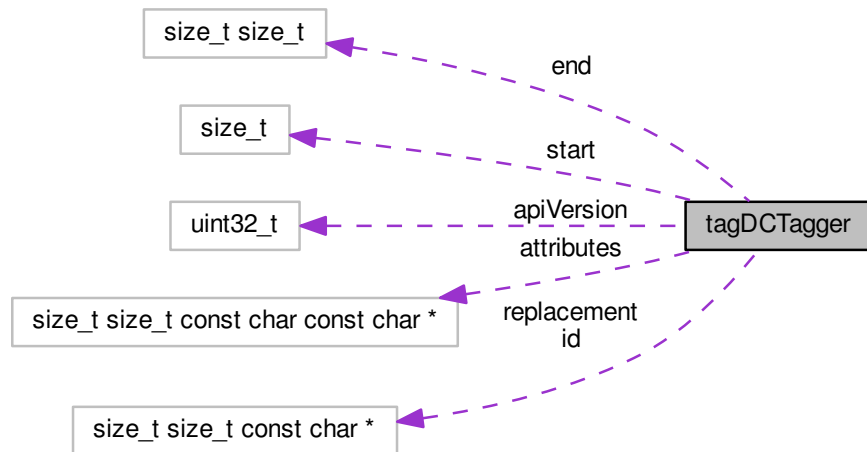 size_t size_t
end
size_t
start
tagDCTagger
uint32_t
apiVersion
attributes
size_t size_t const char const char *
replacement
id
size_t size_t const char *